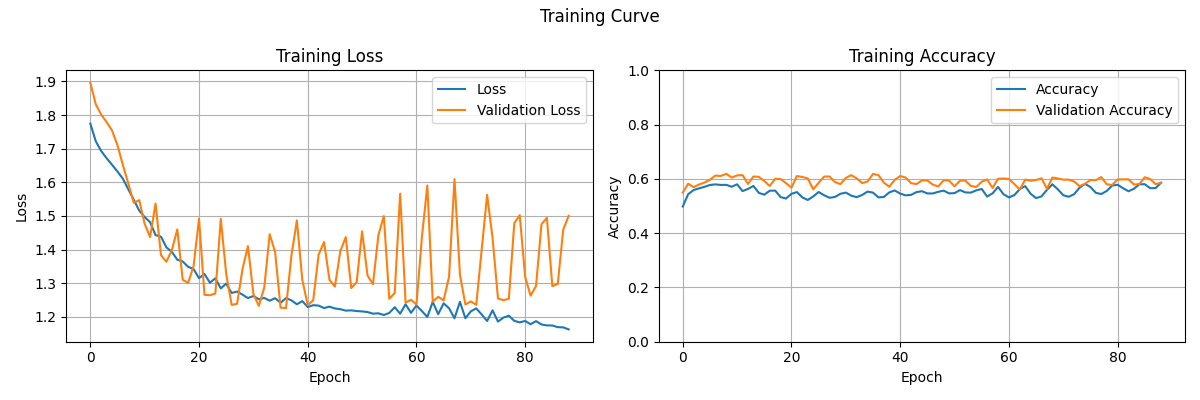 Training Curve
Training Loss
Loss
Validation Loss
1.9
1.8
1.7
1.6
1.5
1.4
1.3
1.2
Loss
0
20
40
60
80
Epoch
Training Accuracy
Accuracy
Validation Accuracy
1.0
0.8
0.6
0.4
0.2
0.0
Accuracy
0
20
40
60
80
Epoch